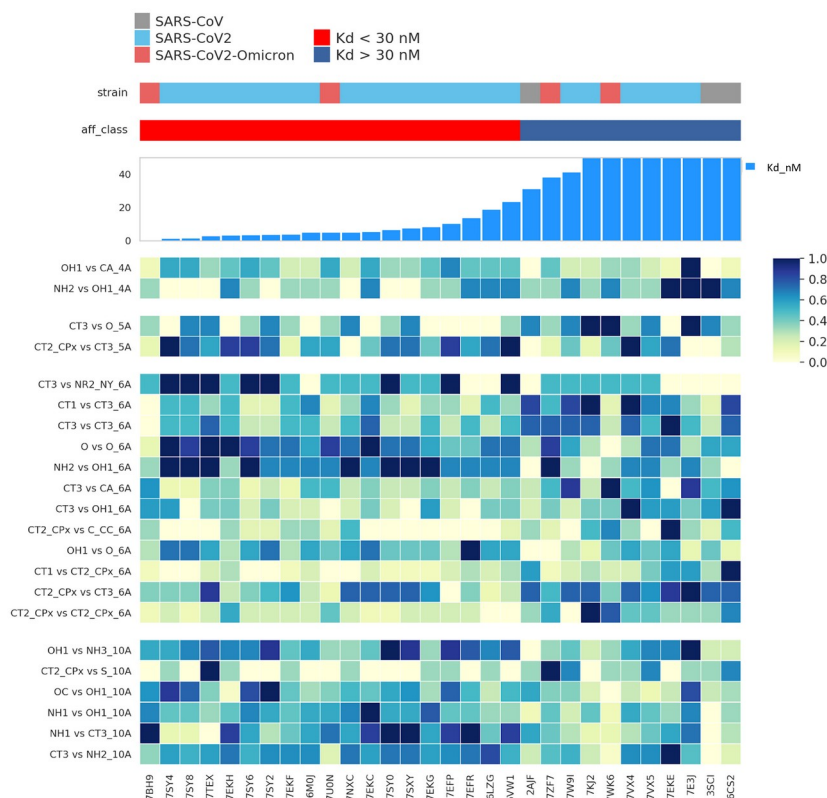 SARS-CoV
SARS-CoV2
SARS-CoV2-Omicron
Kd < 30 nM
Kd > 30 nM
strain
aff_class
40
20
0
Kd_nM
OH1 vs CA_4A
NH2 vs OH1_4A
CT3 vs O_5A
CT2_CPx vs CT3_5A
CT3 vs NR2_NY_6A
CT1 vs CT3_6A
CT3 vs CT3_6A
O vs O_6A
NH2 vs OH1_6A
CT3 vs CA_6A
CT3 vs OH1_6A
CT2_CPx vs C_CC_6A
OH1 vs O_6A
CT1 vs CT2_CPx_6A
CT2_CPx vs CT3_6A
CT2_CPx vs CT2_CPx_6A
OH1 vs NH3_10A
CT2_CPx vs S_10A
OC vs OH1_10A
NH1 vs OH1_10A
NH1 vs CT3_10A
CT3 vs NH2_10A
1.0
0.8
0.6
0.4
0.2
0.0
7BH9
7SY4
7SY8
7TEX
7EKH
7SY6
7SY2
7EKF
6M0J
7U0N
7NXC
7EKC
7SY0
7SXY
7EKG
7EFP
7EFR
6LZG
6VW1
2AJF
7ZF7
7W9I
7KJ2
7WK6
7VX4
7VX5
7EKE
7E3J
3SCI
6CS2